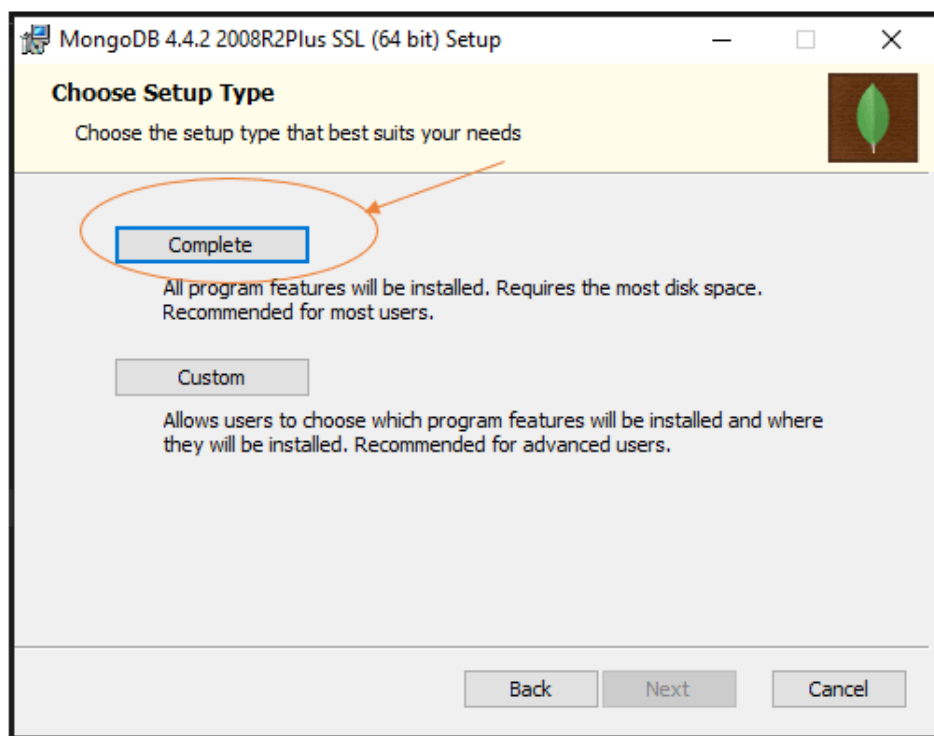 MongoDB 4.4.2 2008R2Plus SSL (64 bit) Setup
Choose Setup Type
Choose the setup type that best suits your needs
Complete
All program features will be installed. Requires the most disk space.
Recommended for most users.
Custom
Allows users to choose which program features will be installed and where
they will be installed. Recommended for advanced users.
Back Next Cancel